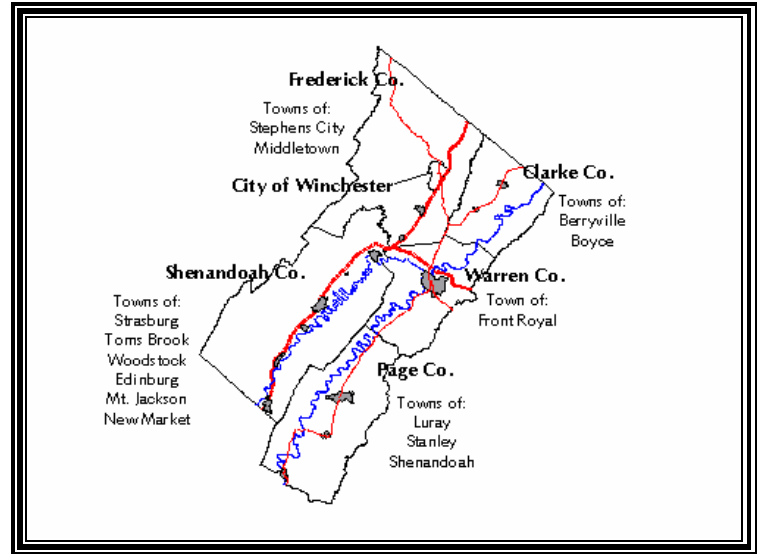 Frederick Co.
Towns of:
Stephens City
Middletown
City of Winchester
Clarke Co.
Towns of:
Berryville
Boyce
Shenandoah Co.
Towns of:
Strasburg
Toms Brook
Woodstock
Edinburg
Mt. Jackson
New Market
Warren Co.
Town of:
Front Royal
Page Co.
Towns of:
Luray
Stanley
Shenandoah